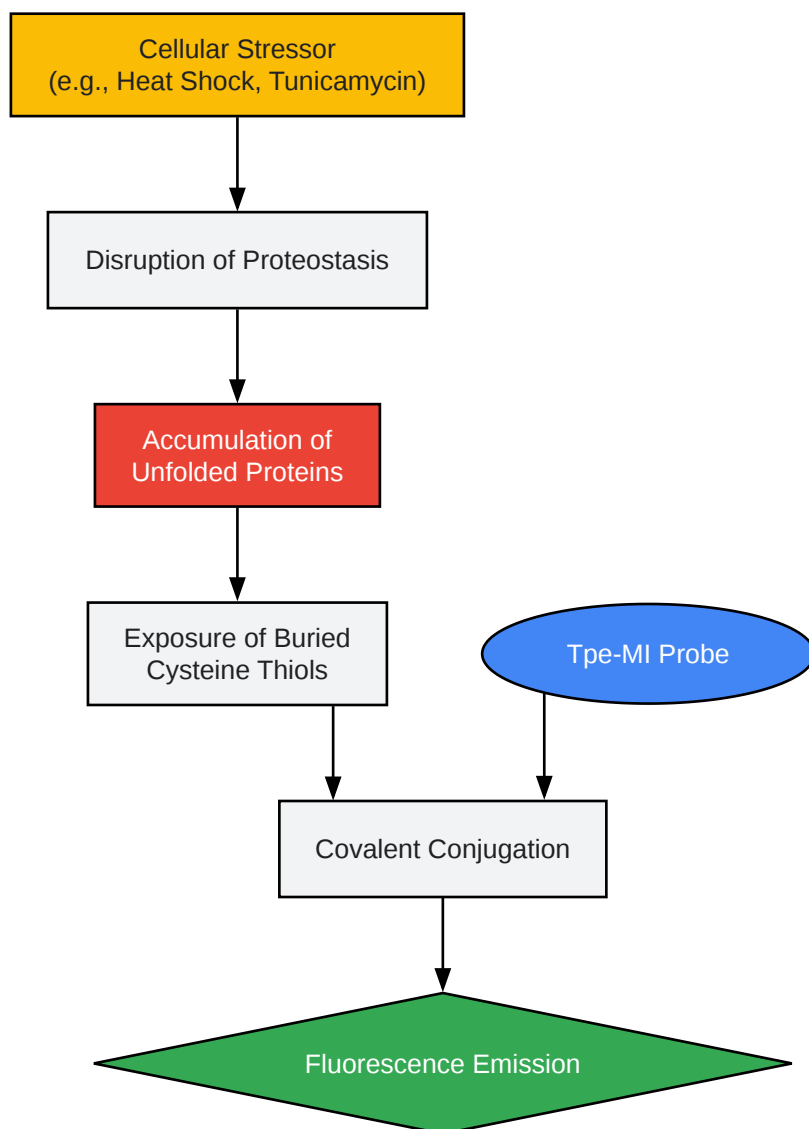 Cellular Stressor
(e.g., Heat Shock, Tunicamycin)
Disruption of Proteostasis
Accumulation of
Unfolded Proteins
Exposure of Buried
Cysteine Thiols
Tpe-MI Probe
Covalent Conjugation
Fluorescence Emission